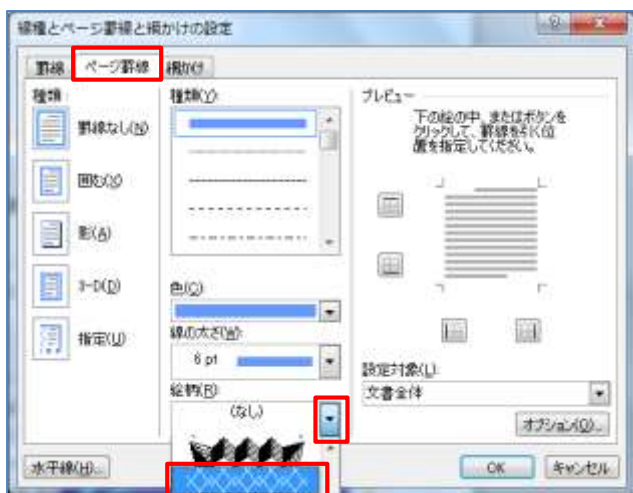 線種とページ罫線と網かけの設定
罫線
ページ罫線
網かけ
種類:
罫線なし(N)
囲む(X)
影(A)
3-D(D)
指定(U)
種類(Y):
色(C):
線の太さ(W):
6 pt
絵柄(R):
(なし)
プレビュー
下の絵の中、またはボタンを
クリックして、罫線を引く位
置を指定してください。
設定対象(L):
文書全体
オプション(O)...
水平線(H)...
OK
キャンセル